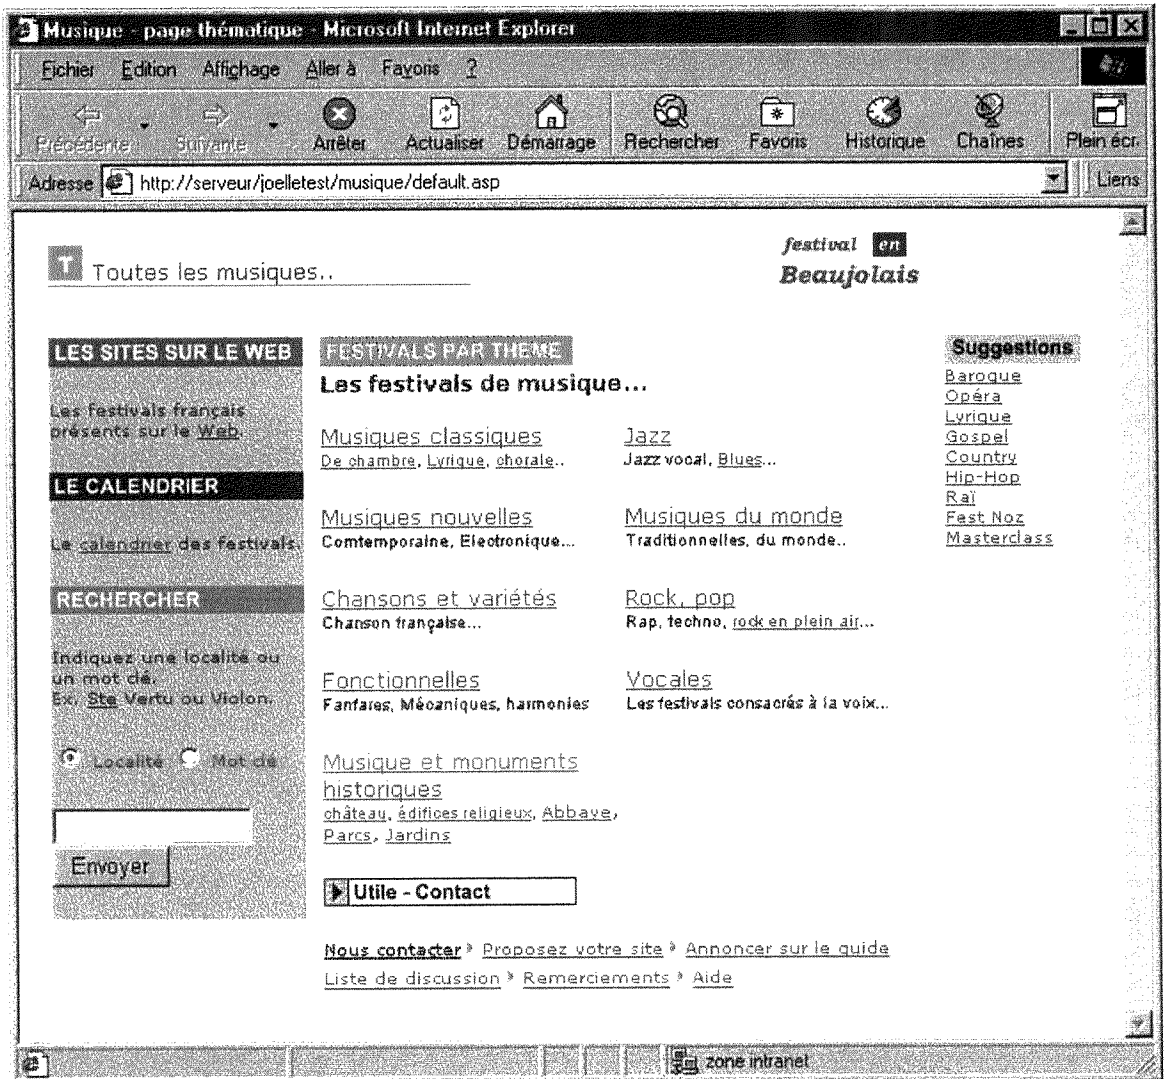 Musique - page thématique - Microsoft Internet Explorer
Fichier Edition Affichage Aller à Favoris ?
Précédente Suivante Arrêter Actualiser Démarrage Rechercher Favoris Historique Chaînes Plein écr.
Adresse http://serveur/joelletest/musique/default.asp Liens
T Toutes les musiques..
festival en
Beaujolais
LES SITES SUR LE WEB
Les festivals français
présents sur le Web.
LE CALENDRIER
Le calendrier des festivals.
RECHERCHER
Indiquez une localité ou
un mot clé.
Ex. Ste Vertu ou Violon.
Localité Mot clé
Envoyer
FESTIVALS PAR THEME
Les festivals de musique...
Musiques classiques
De chambre, Lyrique, chorale..
Jazz
Jazz vocal, Blues...
Musiques nouvelles
Comtemporaine, Electronique...
Musiques du monde
Traditionnelles, du monde..
Chansons et variétés
Chanson française...
Rock, pop
Rap, techno, rock en plein air...
Fonctionnelles
Fanfares, Mécaniques, harmonies
Vocales
Les festivals consacrés à la voix...
Musique et monuments
historiques
château, édifices religieux, Abbaye,
Parcs, Jardins
Utile - Contact
Nous contacter Proposez votre site Annoncer sur le guide
Liste de discussion Remerciements Aide
Suggestions
Baroque
Opéra
Lyrique
Gospel
Country
Hip-Hop
Raï
Fest Noz
Masterclass
zone intranet